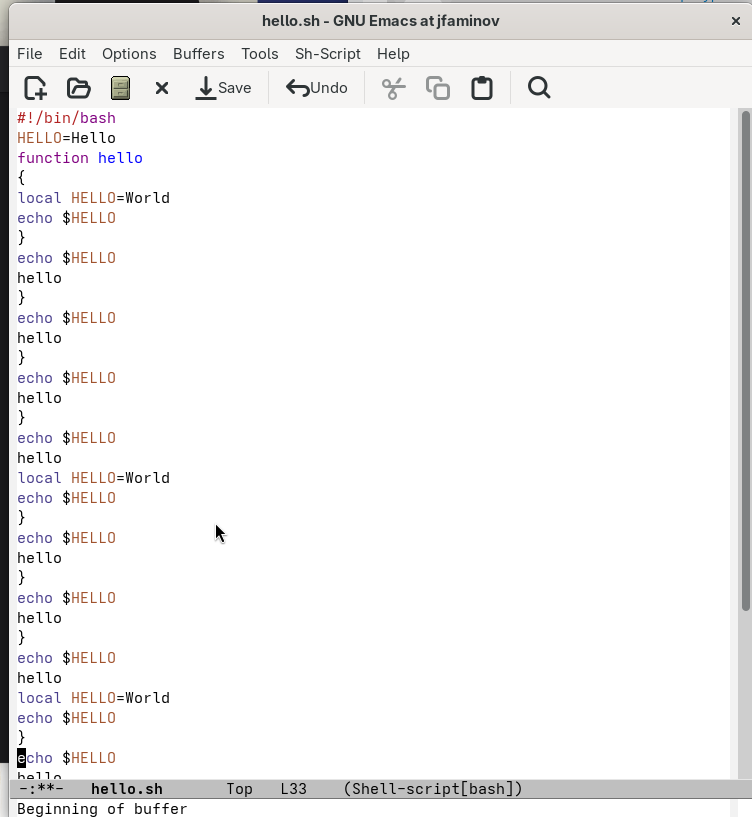 hello.sh - GNU Emacs at jfaminov
File Edit Options Buffers Tools Sh-Script Help
Save Undo
#!/bin/bash
HELLO=Hello
function hello
{
local HELLO=World
echo $HELLO
}
echo $HELLO
hello
}
echo $HELLO
hello
}
echo $HELLO
hello
}
echo $HELLO
hello
local HELLO=World
echo $HELLO
}
echo $HELLO
hello
}
echo $HELLO
hello
}
echo $HELLO
hello
local HELLO=World
echo $HELLO
}
echo $HELLO
hello
-:**- hello.sh Top L33 (Shell-script[bash])
Beginning of buffer